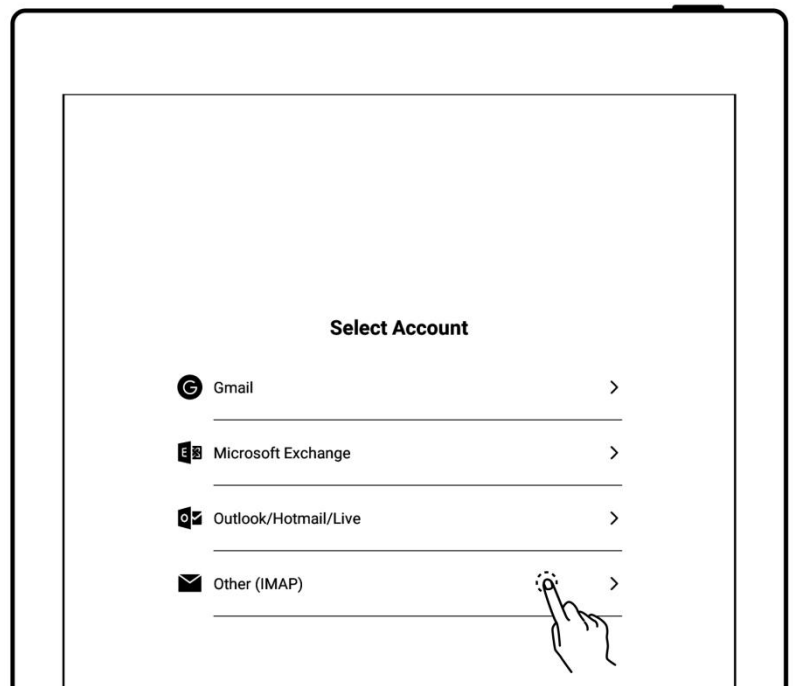 Select Account
Gmail
Microsoft Exchange
Outlook/Hotmail/Live
Other (IMAP)